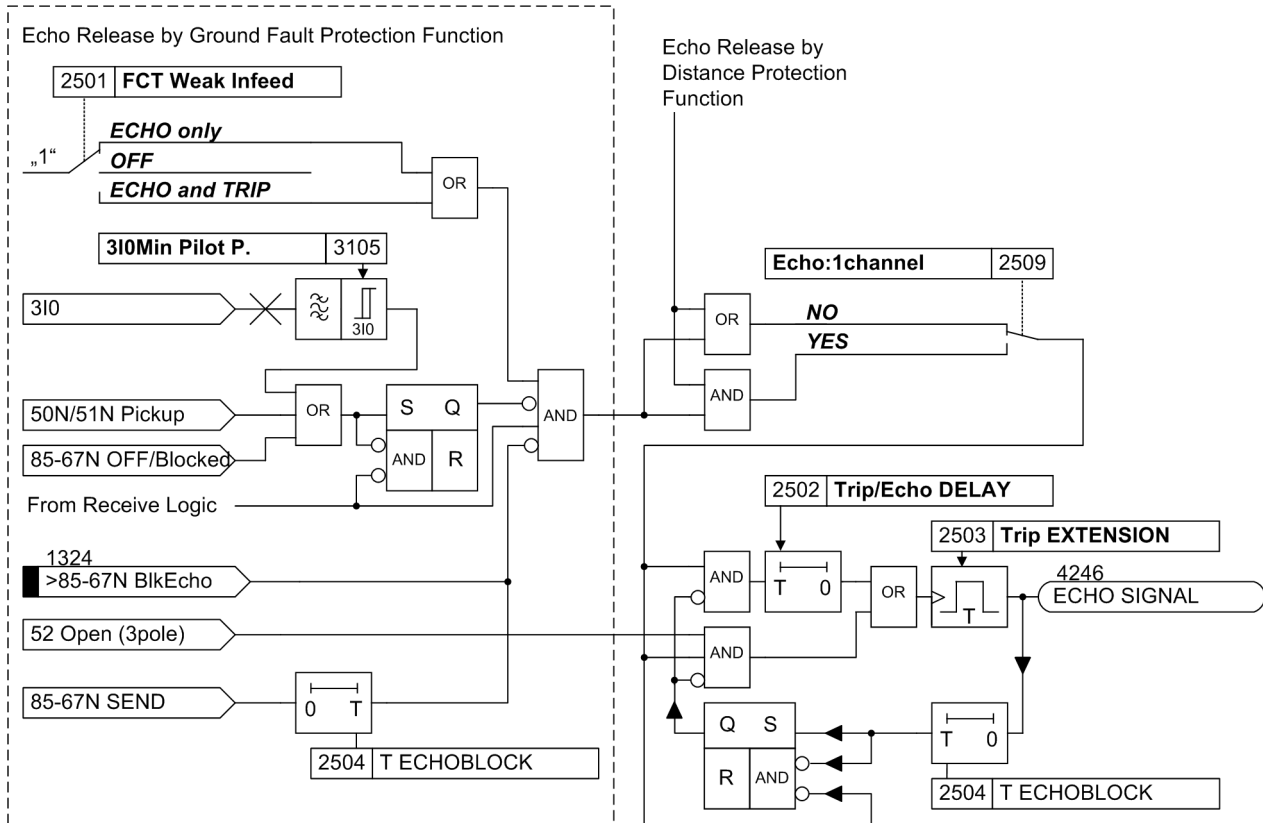 Echo Release by Ground Fault Protection Function
2501 FCT Weak Infeed
„1“
ECHO only
OFF
ECHO and TRIP
OR
3I0Min Pilot P. 3105
3I0
3I0
50N/51N Pickup
85-67N OFF/Blocked
OR
S Q
AND R
AND
From Receive Logic
1324
>85-67N BlkEcho
52 Open (3pole)
85-67N SEND
0 T
2504 T ECHOBLOCK
Echo Release by
Distance Protection
Function
Echo:1channel 2509
OR
NO
YES
AND
2502 Trip/Echo DELAY
2503 Trip EXTENSION
AND
T 0
OR
T
4246
ECHO SIGNAL
AND
Q S
R AND
T 0
2504 T ECHOBLOCK